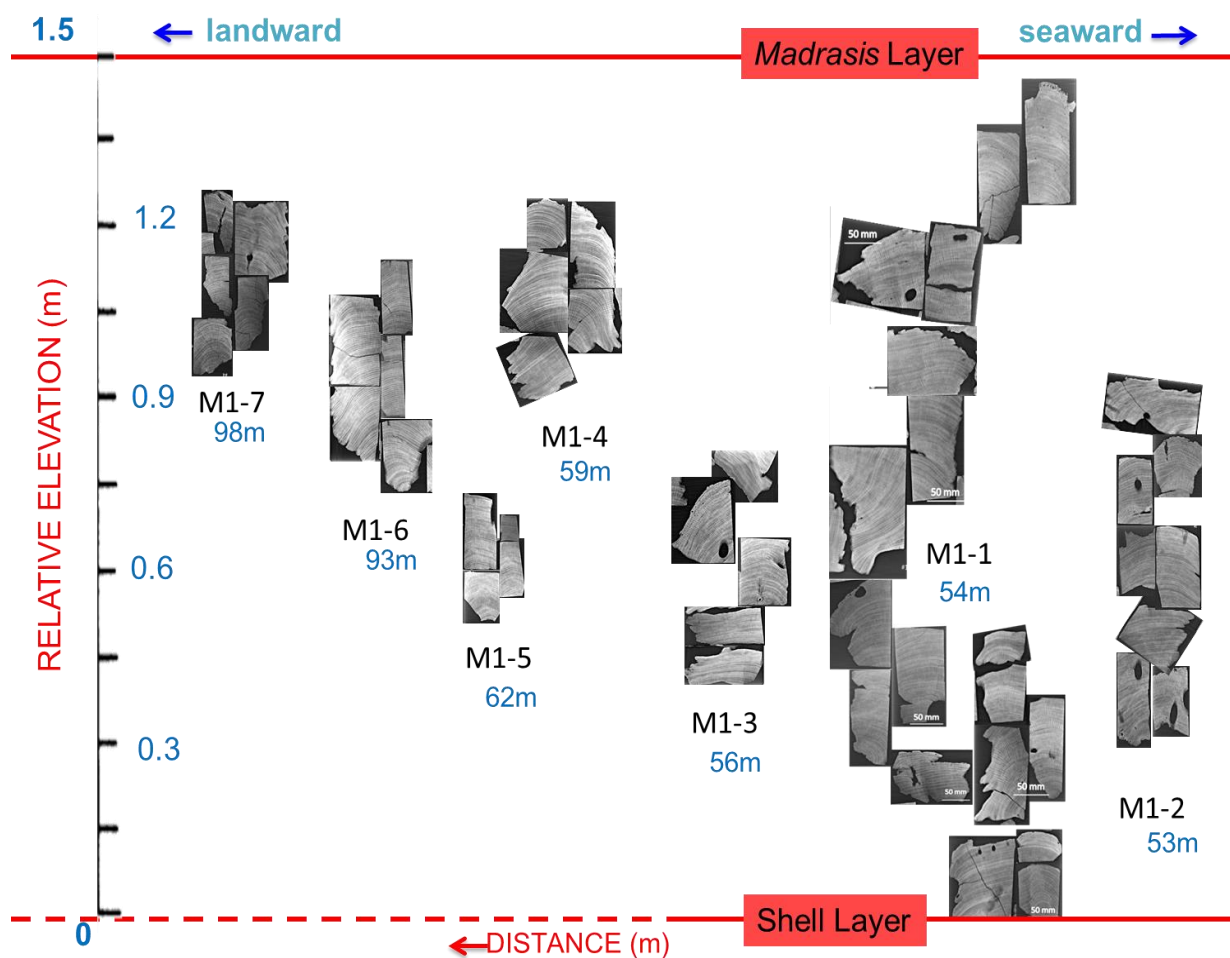 1.5
landward
seaward
Madrasis Layer
50 mm
1.2
M1-7
98m
0.9
M1-4
59m
50 mm
M1-6
93m
M1-1
54m
0.6
M1-5
62m
RELATIVE ELEVATION (m)
50 mm
M1-3
56m
0.3
50 mm
50 mm
M1-2
53m
50 mm
Shell Layer
0
DISTANCE (m)